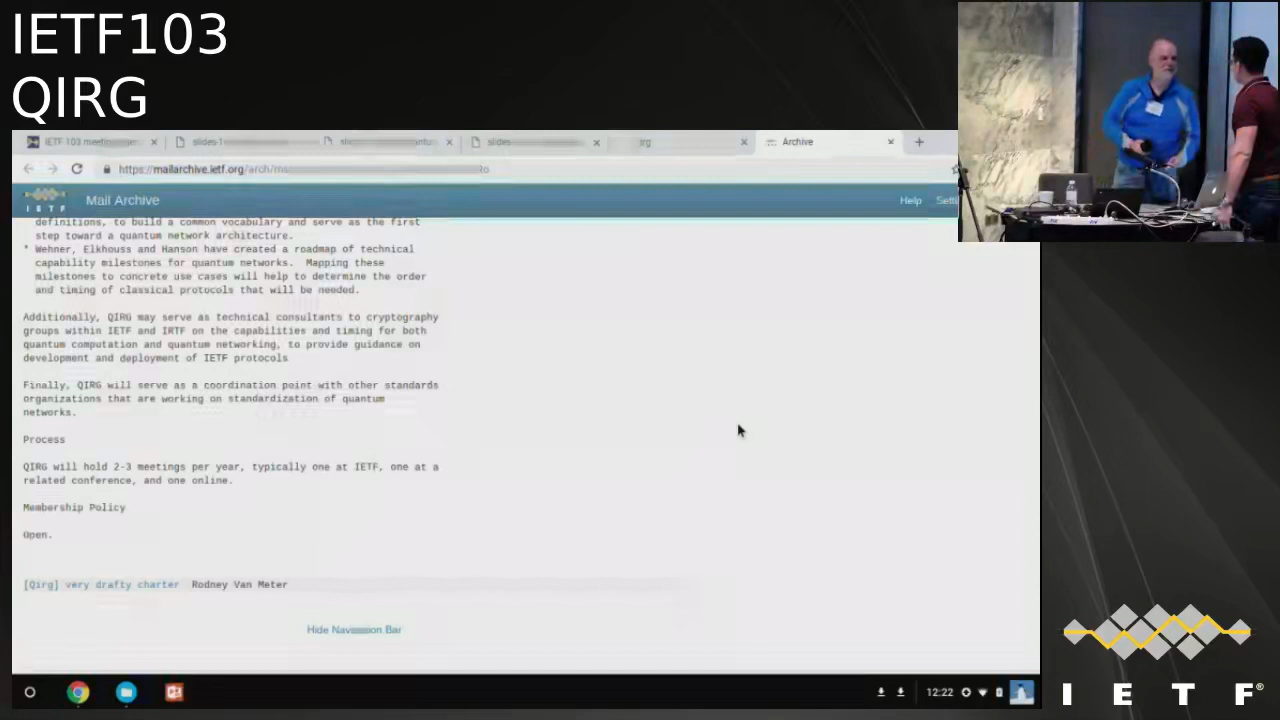 IETF103
QIRG
IETF 103
slides-1
slides
Archive
https://mailarchive.ietf.org/arch/ms
I E T F
Mail Archive
Help
definitions, to build a common vocabulary and serve as the first
step toward a quantum network architecture.
* Wehner, Elkhouss and Hanson have created a roadmap of technical
capability milestones for quantum networks. Mapping these
milestones to concrete use cases will help to determine the order
and timing of classical protocols that will be needed.
Additionally, QIRG may serve as technical consultants to cryptography
groups within IETF and IRTF on the capabilities and timing for both
quantum computation and quantum networking, to provide guidance on
development and deployment of IETF protocols
Finally, QIRG will serve as a coordination point with other standards
organizations that are working on standardization of quantum
networks.
Process
QIRG will hold 2-3 meetings per year, typically one at IETF, one at a
related conference, and one online.
Membership Policy
Open.
[Qirg] very drafty charter Rodney Van Meter
Hide Bar
12:22
I E T F®